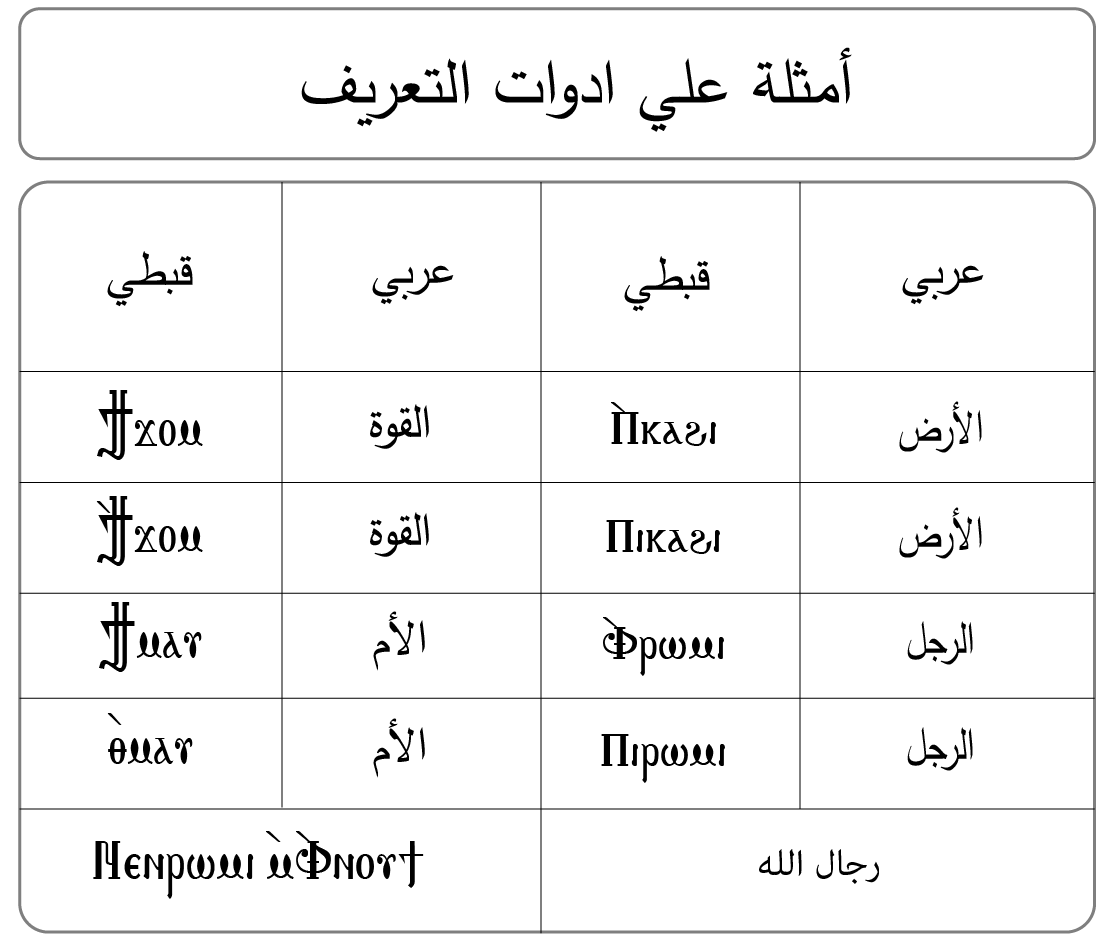 أمثلة علي ادوات التعريف
عربي قبطي عربي قبطي
الأرض Ⲡ̀ⲕⲁϩⲓ القوة Ϯϫⲟⲙ
الأرض Ⲡⲓⲕⲁϩⲓ القوة Ϯ̀ϫⲟⲙ
الرجل Ⲫ̀ⲣⲱⲙⲓ الأم Ϯⲙⲁⲩ
الرجل Ⲡⲓⲣⲱⲙⲓ الأم ⲑ̀ⲙⲁⲩ
رجال الله Ⲛⲉⲛⲣⲱⲙⲓ ⲙ̀Ⲫ̀ⲛⲟⲩϯ